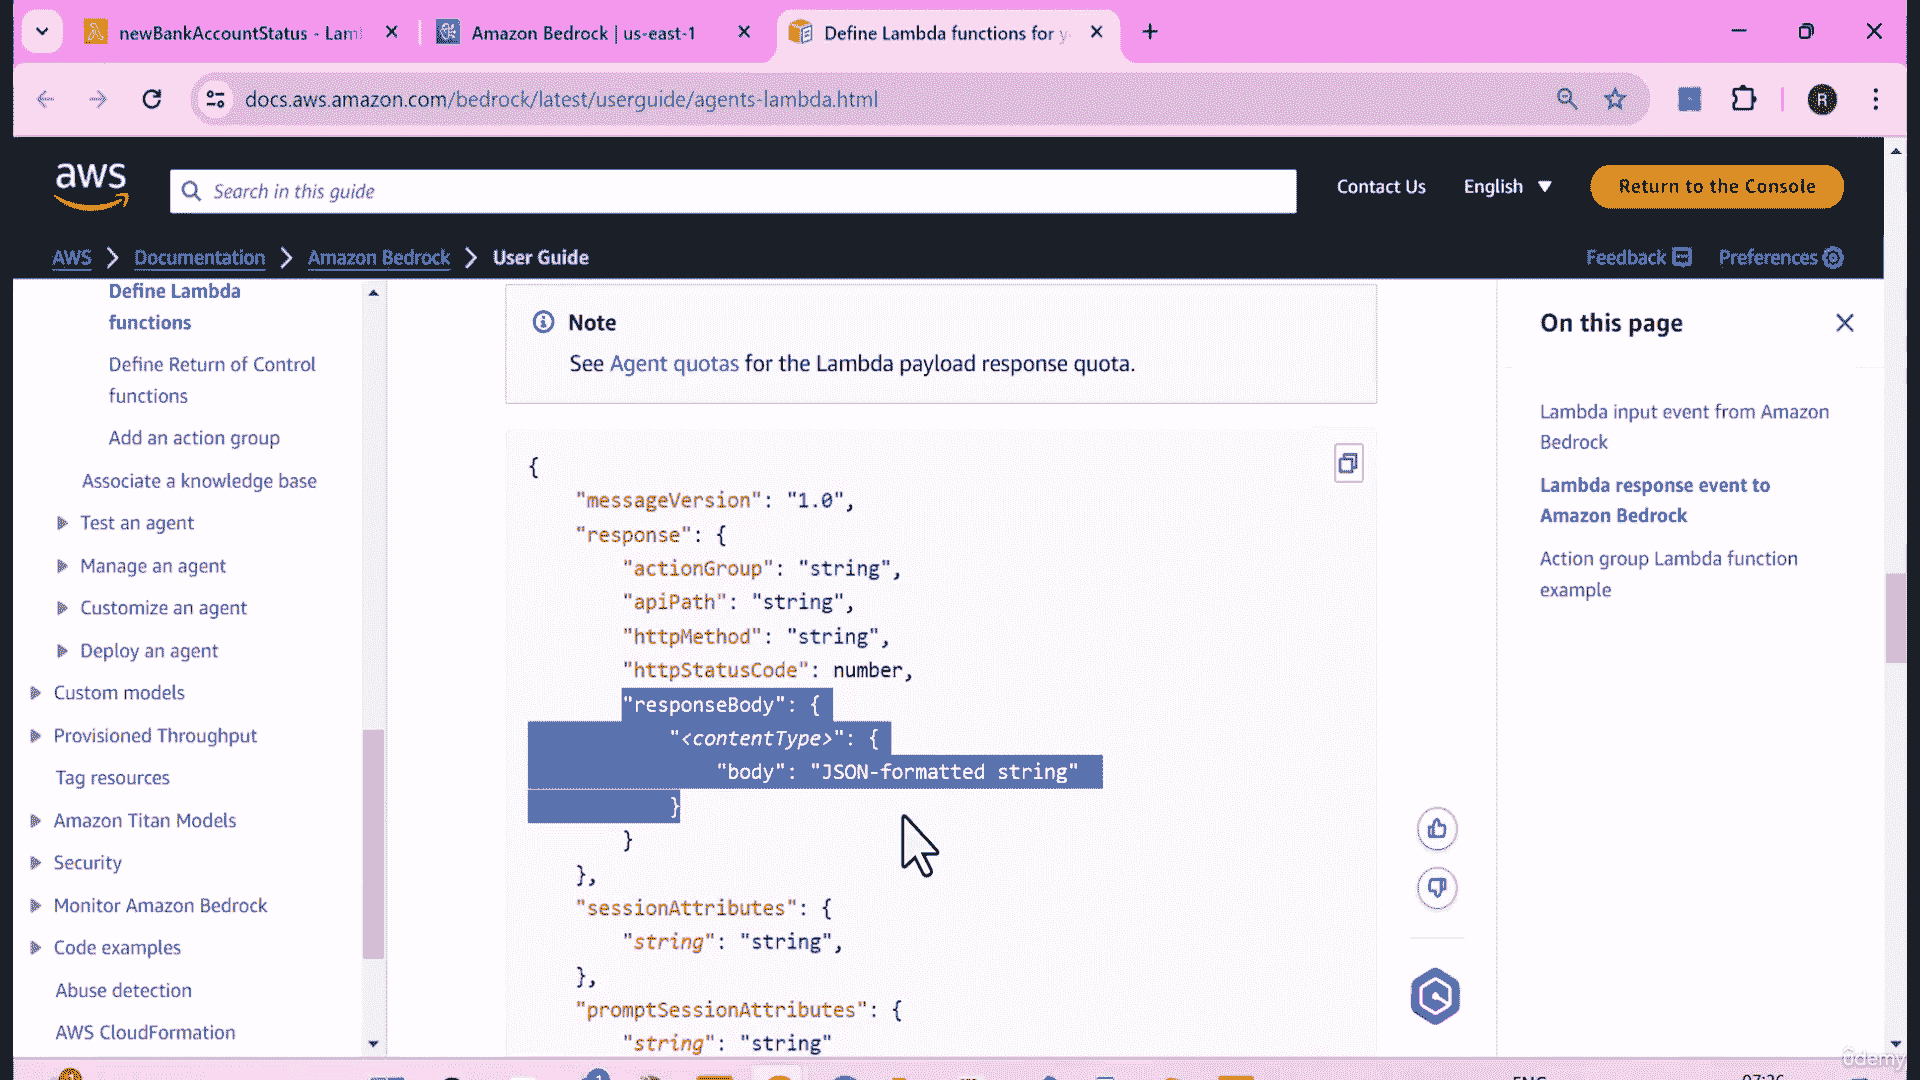 newBankAccountStatus - Lam
Amazon Bedrock | us-east-1
Define Lambda functions for y
docs.aws.amazon.com/bedrock/latest/userguide/agents-lambda.html
R
aws
Search in this guide
Contact Us
English
Return to the Console
AWS
Documentation
Amazon Bedrock
User Guide
Feedback
Preferences
Define Lambda
functions
Define Return of Control
functions
Add an action group
Associate a knowledge base
Test an agent
Manage an agent
Customize an agent
Deploy an agent
Custom models
Provisioned Throughput
Tag resources
Amazon Titan Models
Security
Monitor Amazon Bedrock
Code examples
Abuse detection
AWS CloudFormation
Note
See Agent quotas for the Lambda payload response quota.
{
"messageVersion": "1.0",
"response": {
"actionGroup": "string",
"apiPath": "string",
"httpMethod": "string",
"httpStatusCode": number,
"responseBody": {
"<contentType>": {
"body": "JSON-formatted string"
}
}
},
"sessionAttributes": {
"string": "string",
},
"promptSessionAttributes": {
"string": "string"
On this page
Lambda input event from Amazon
Bedrock
Lambda response event to
Amazon Bedrock
Action group Lambda function
example
udemy